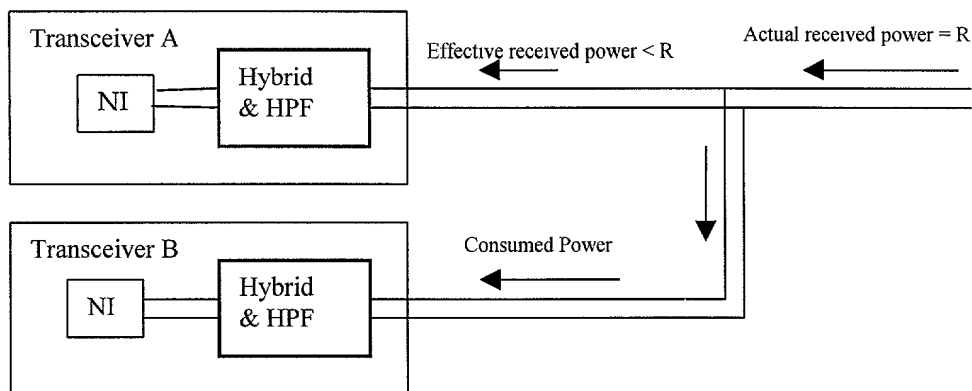 Transceiver A
NI
Hybrid
& HPF
Effective received power < R
Actual received power = R
Transceiver B
NI
Hybrid
& HPF
Consumed Power